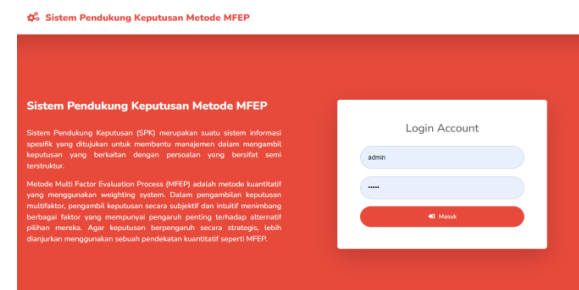 Sistem Pendukung Keputusan Metode MFEP
Sistem Pendukung Keputusan Metode MFEP
Sistem Pendukung Keputusan (SPK) merupakan suatu sistem informasi
spesifik yang ditujukan untuk membantu manajemen dalam mengambil
keputusan yang berkaitan dengan persoalan yang bersifat semi
terstruktur.
Metode Multi Factor Evaluation Process (MFEP) adalah metode kuantitatif
yang menggunakan weighting system. Dalam pengambilan keputusan
multifaktor, pengambil keputusan secara subjektif dan intuitif menimbang
berbagai faktor yang mempunyai pengaruh penting terhadap alternatif
pilihan mereka. Agar keputusan berpengaruh secara strategis, lebih
dianjurkan menggunakan sebuah pendekatan kuantitatif seperti MFEP.
Login Account
admin
•••••
Masuk